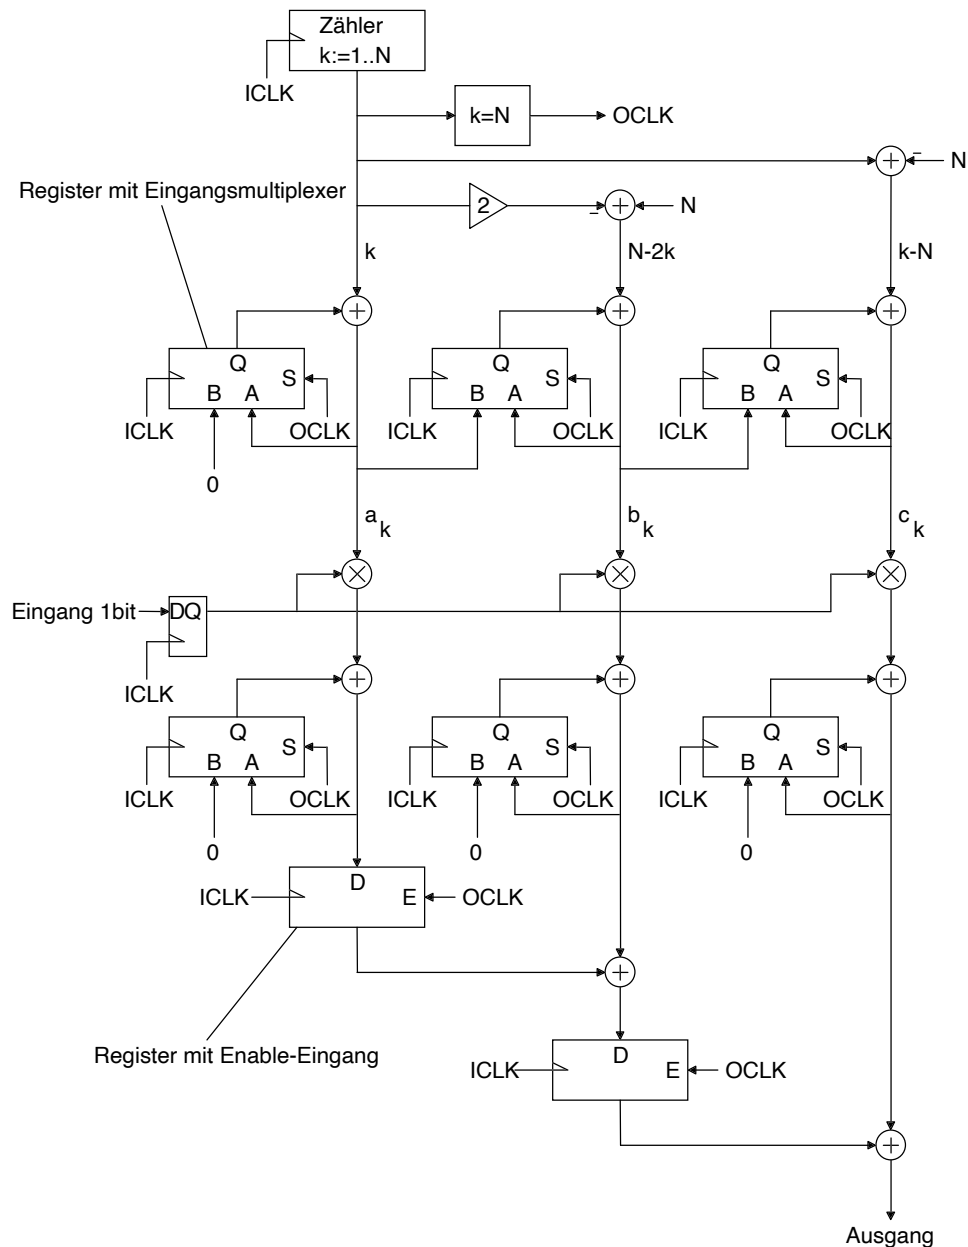 Zähler
k:=1..N
ICLK
k=N
OCLK
N
Register mit Eingangsmultiplexer
2
N
k
N-2k
k-N
Q
S
B A
ICLK
OCLK
0
Q
S
B A
ICLK
OCLK
Q
S
B A
ICLK
OCLK
a k
b k
c k
Eingang 1bit
DQ
ICLK
Q
S
B A
ICLK
OCLK
0
Q
S
B A
ICLK
OCLK
0
Q
S
B A
ICLK
OCLK
0
D
ICLK
E
OCLK
Register mit Enable-Eingang
D
ICLK
E
OCLK
Ausgang